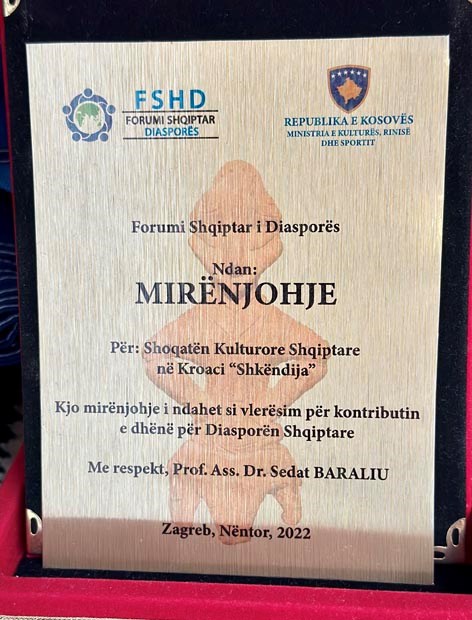 FSHD
FORUMI SHQIPTAR
DIASPORËS
REPUBLIKA E KOSOVËS
MINISTRIA E KULTURËS, RINISË
DHE SPORTIT
Forumi Shqiptar i Diasporës
Ndan:
MIRËNJOHJE
Për: Shoqatën Kulturore Shqiptare
në Kroaci “Shkëndija”
Kjo mirënjohje i ndahet si vlerësim për kontributin
e dhënë për Diasporën Shqiptare
Me respekt, Prof. Ass. Dr. Sedat BARALIU
Zagreb, Nëntor, 2022